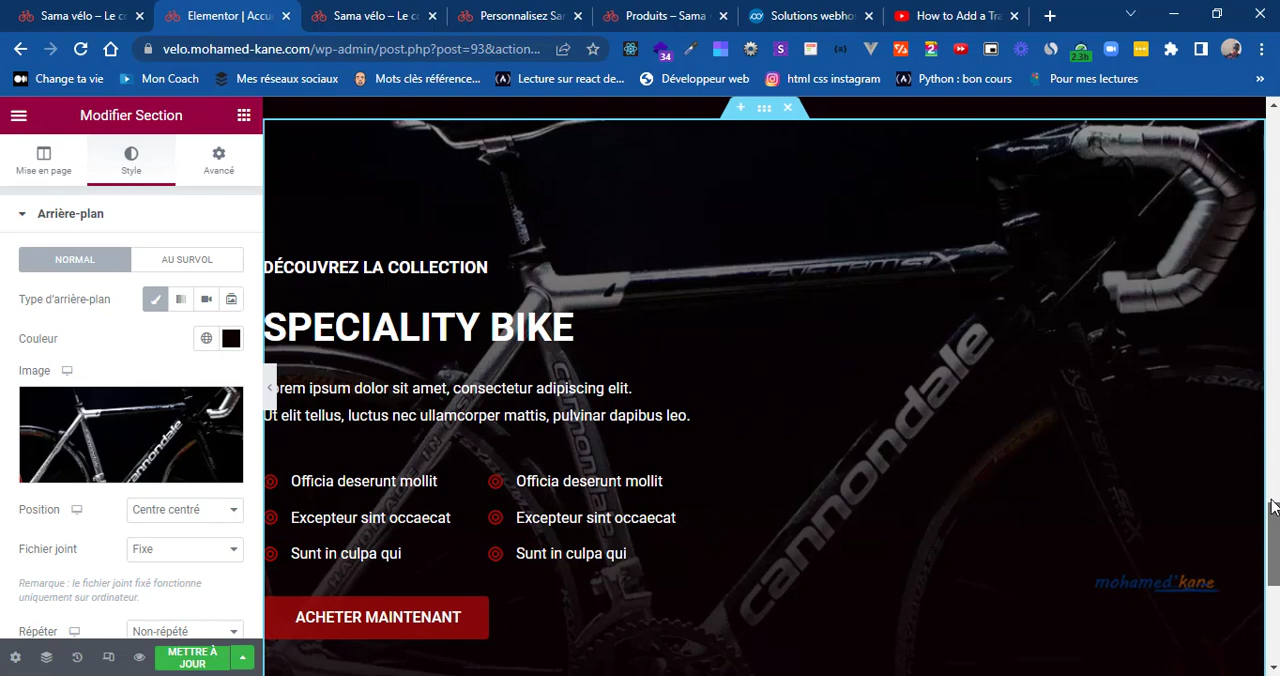 Sama vélo – Le c
Elementor | Accu
Sama vélo – Le c
Personnalisez Sa
Produits – Sama
Solutions webhos
How to Add a Tra
velo.mohamed-kane.com/wp-admin/post.php?post=93&action...
34
2.3h
Change ta vie
Mon Coach
Mes réseaux sociaux
Mots clés référence...
Lecture sur react de...
Développeur web
html css instagram
Python : bon cours
Pour mes lectures
»
Modifier Section
Mise en page
Style
Avancé
Arrière-plan
NORMAL
AU SURVOL
Type d'arrière-plan
Couleur
Image
Position
Centre centré
Fichier joint
Fixe
Remarque : le fichier joint fixé fonctionne
uniquement sur ordinateur.
Répéter
Non-répété
METTRE À
JOUR
DÉCOUVREZ LA COLLECTION
SPECIALITY BIKE
orem ipsum dolor sit amet, consectetur adipiscing elit.
Ut elit tellus, luctus nec ullamcorper mattis, pulvinar dapibus leo.
Officia deserunt mollit
Officia deserunt mollit
Excepteur sint occaecat
Excepteur sint occaecat
Sunt in culpa qui
Sunt in culpa qui
ACHETER MAINTENANT
cannondale
mohamed'kane